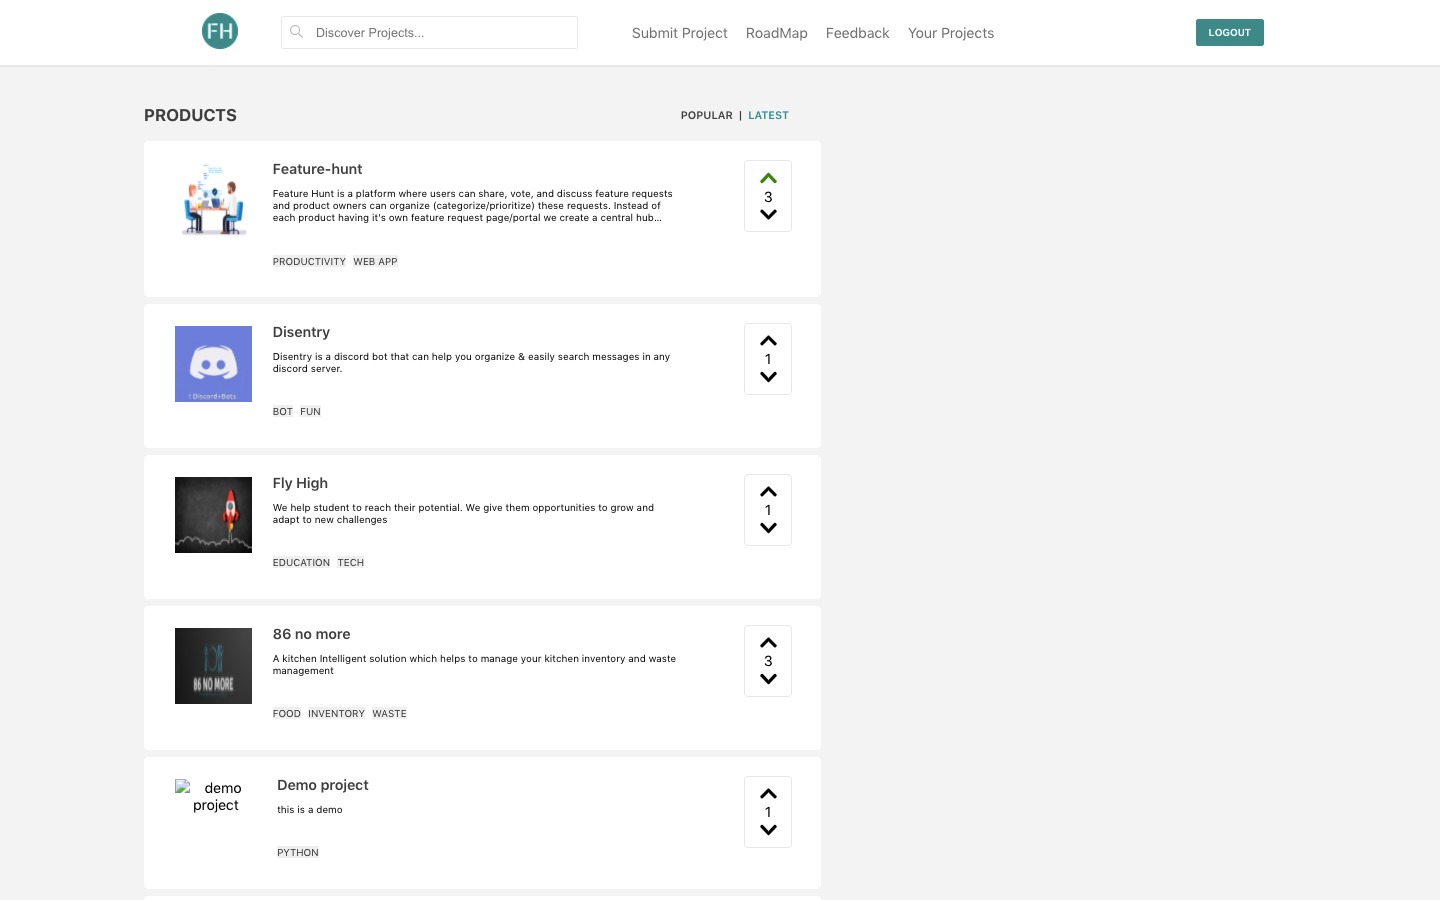 FH
Discover Projects...
Submit Project
RoadMap
Feedback
Your Projects
LOGOUT
PRODUCTS
POPULAR | LATEST
Feature-hunt
Feature Hunt is a platform where users can share, vote, and discuss feature requests
and product owners can organize (categorize/prioritize) these requests. Instead of
each product having it's own feature request page/portal we create a central hub...
PRODUCTIVITY WEB APP
3
Disentry
Disentry is a discord bot that can help you organize & easily search messages in any
discord server.
BOT FUN
1
Fly High
We help student to reach their potential. We give them opportunities to grow and
adapt to new challenges
EDUCATION TECH
1
86 NO MORE
86 no more
A kitchen Intelligent solution which helps to manage your kitchen inventory and waste
management
FOOD INVENTORY WASTE
3
demo
project
Demo project
this is a demo
PYTHON
1